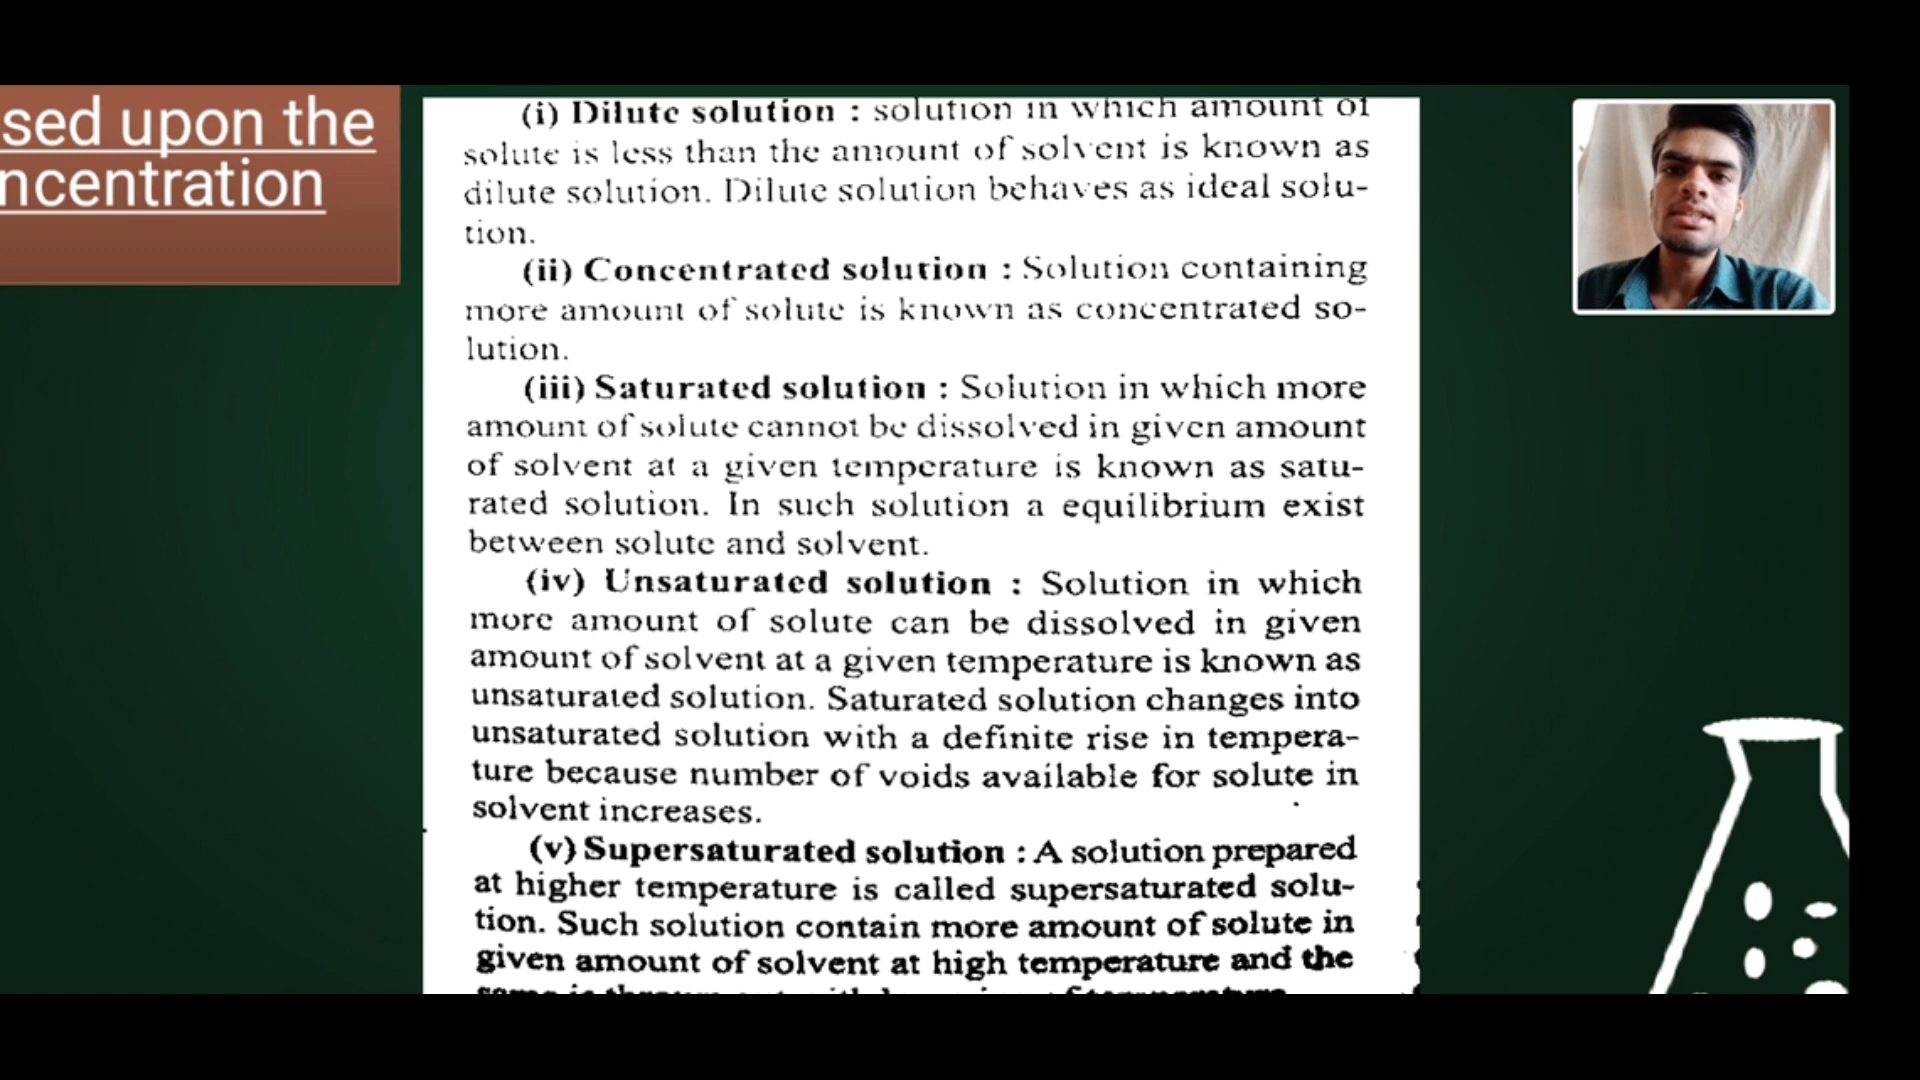 sed upon the
ncentration
(i) Dilute solution : solution in which amount of
solute is less than the amount of solvent is known as
dilute solution. Dilute solution behaves as ideal solu-
tion.
(ii) Concentrated solution : Solution containing
more amount of solute is known as concentrated so-
lution.
(iii) Saturated solution : Solution in which more
amount of solute cannot be dissolved in given amount
of solvent at a given temperature is known as satu-
rated solution. In such solution a equilibrium exist
between solute and solvent.
(iv) Unsaturated solution : Solution in which
more amount of solute can be dissolved in given
amount of solvent at a given temperature is known as
unsaturated solution. Saturated solution changes into
unsaturated solution with a definite rise in tempera-
ture because number of voids available for solute in
solvent increases.
(v) Supersaturated solution : A solution prepared
at higher temperature is called supersaturated solu-
tion. Such solution contain more amount of solute in
given amount of solvent at high temperature and the